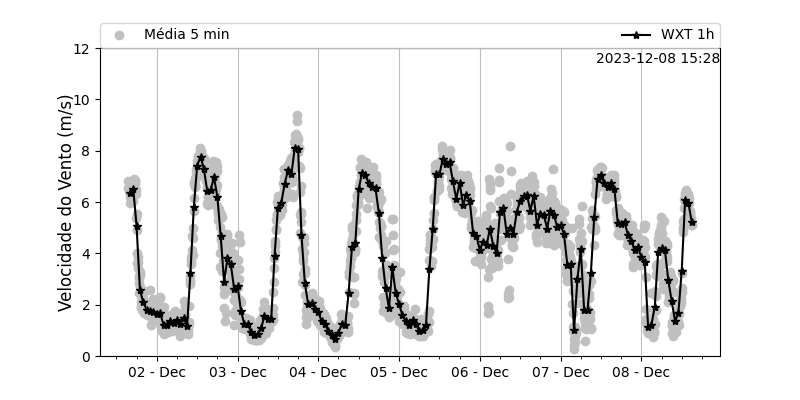 Média 5 min
WXT 1h
2023-12-08 15:28
Velocidade do Vento (m/s)
12
10
8
6
4
2
0
02 - Dec
03 - Dec
04 - Dec
05 - Dec
06 - Dec
07 - Dec
08 - Dec